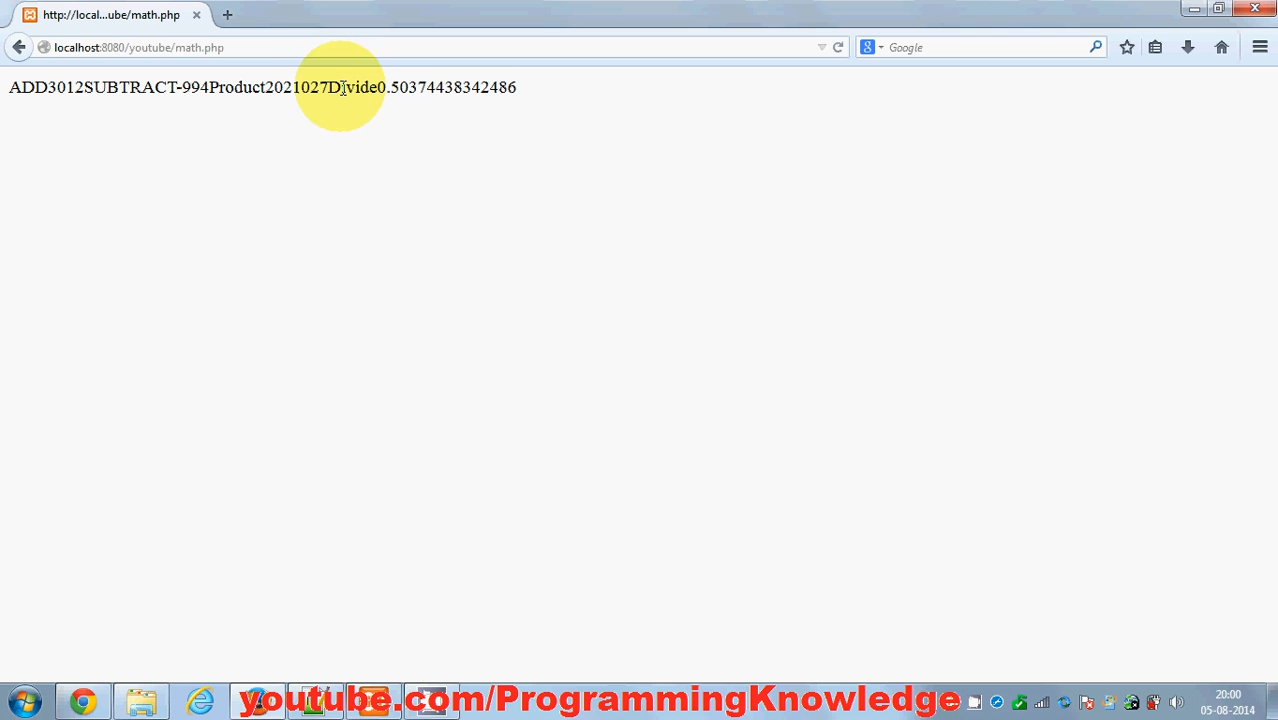 http://local...ube/math.php
localhost:8080/youtube/math.php
Google
ADD3012SUBTRACT-994Product2021027Divide0.50374438342486
youtube.com/ProgrammingKnowledge
20:00
05-08-2014